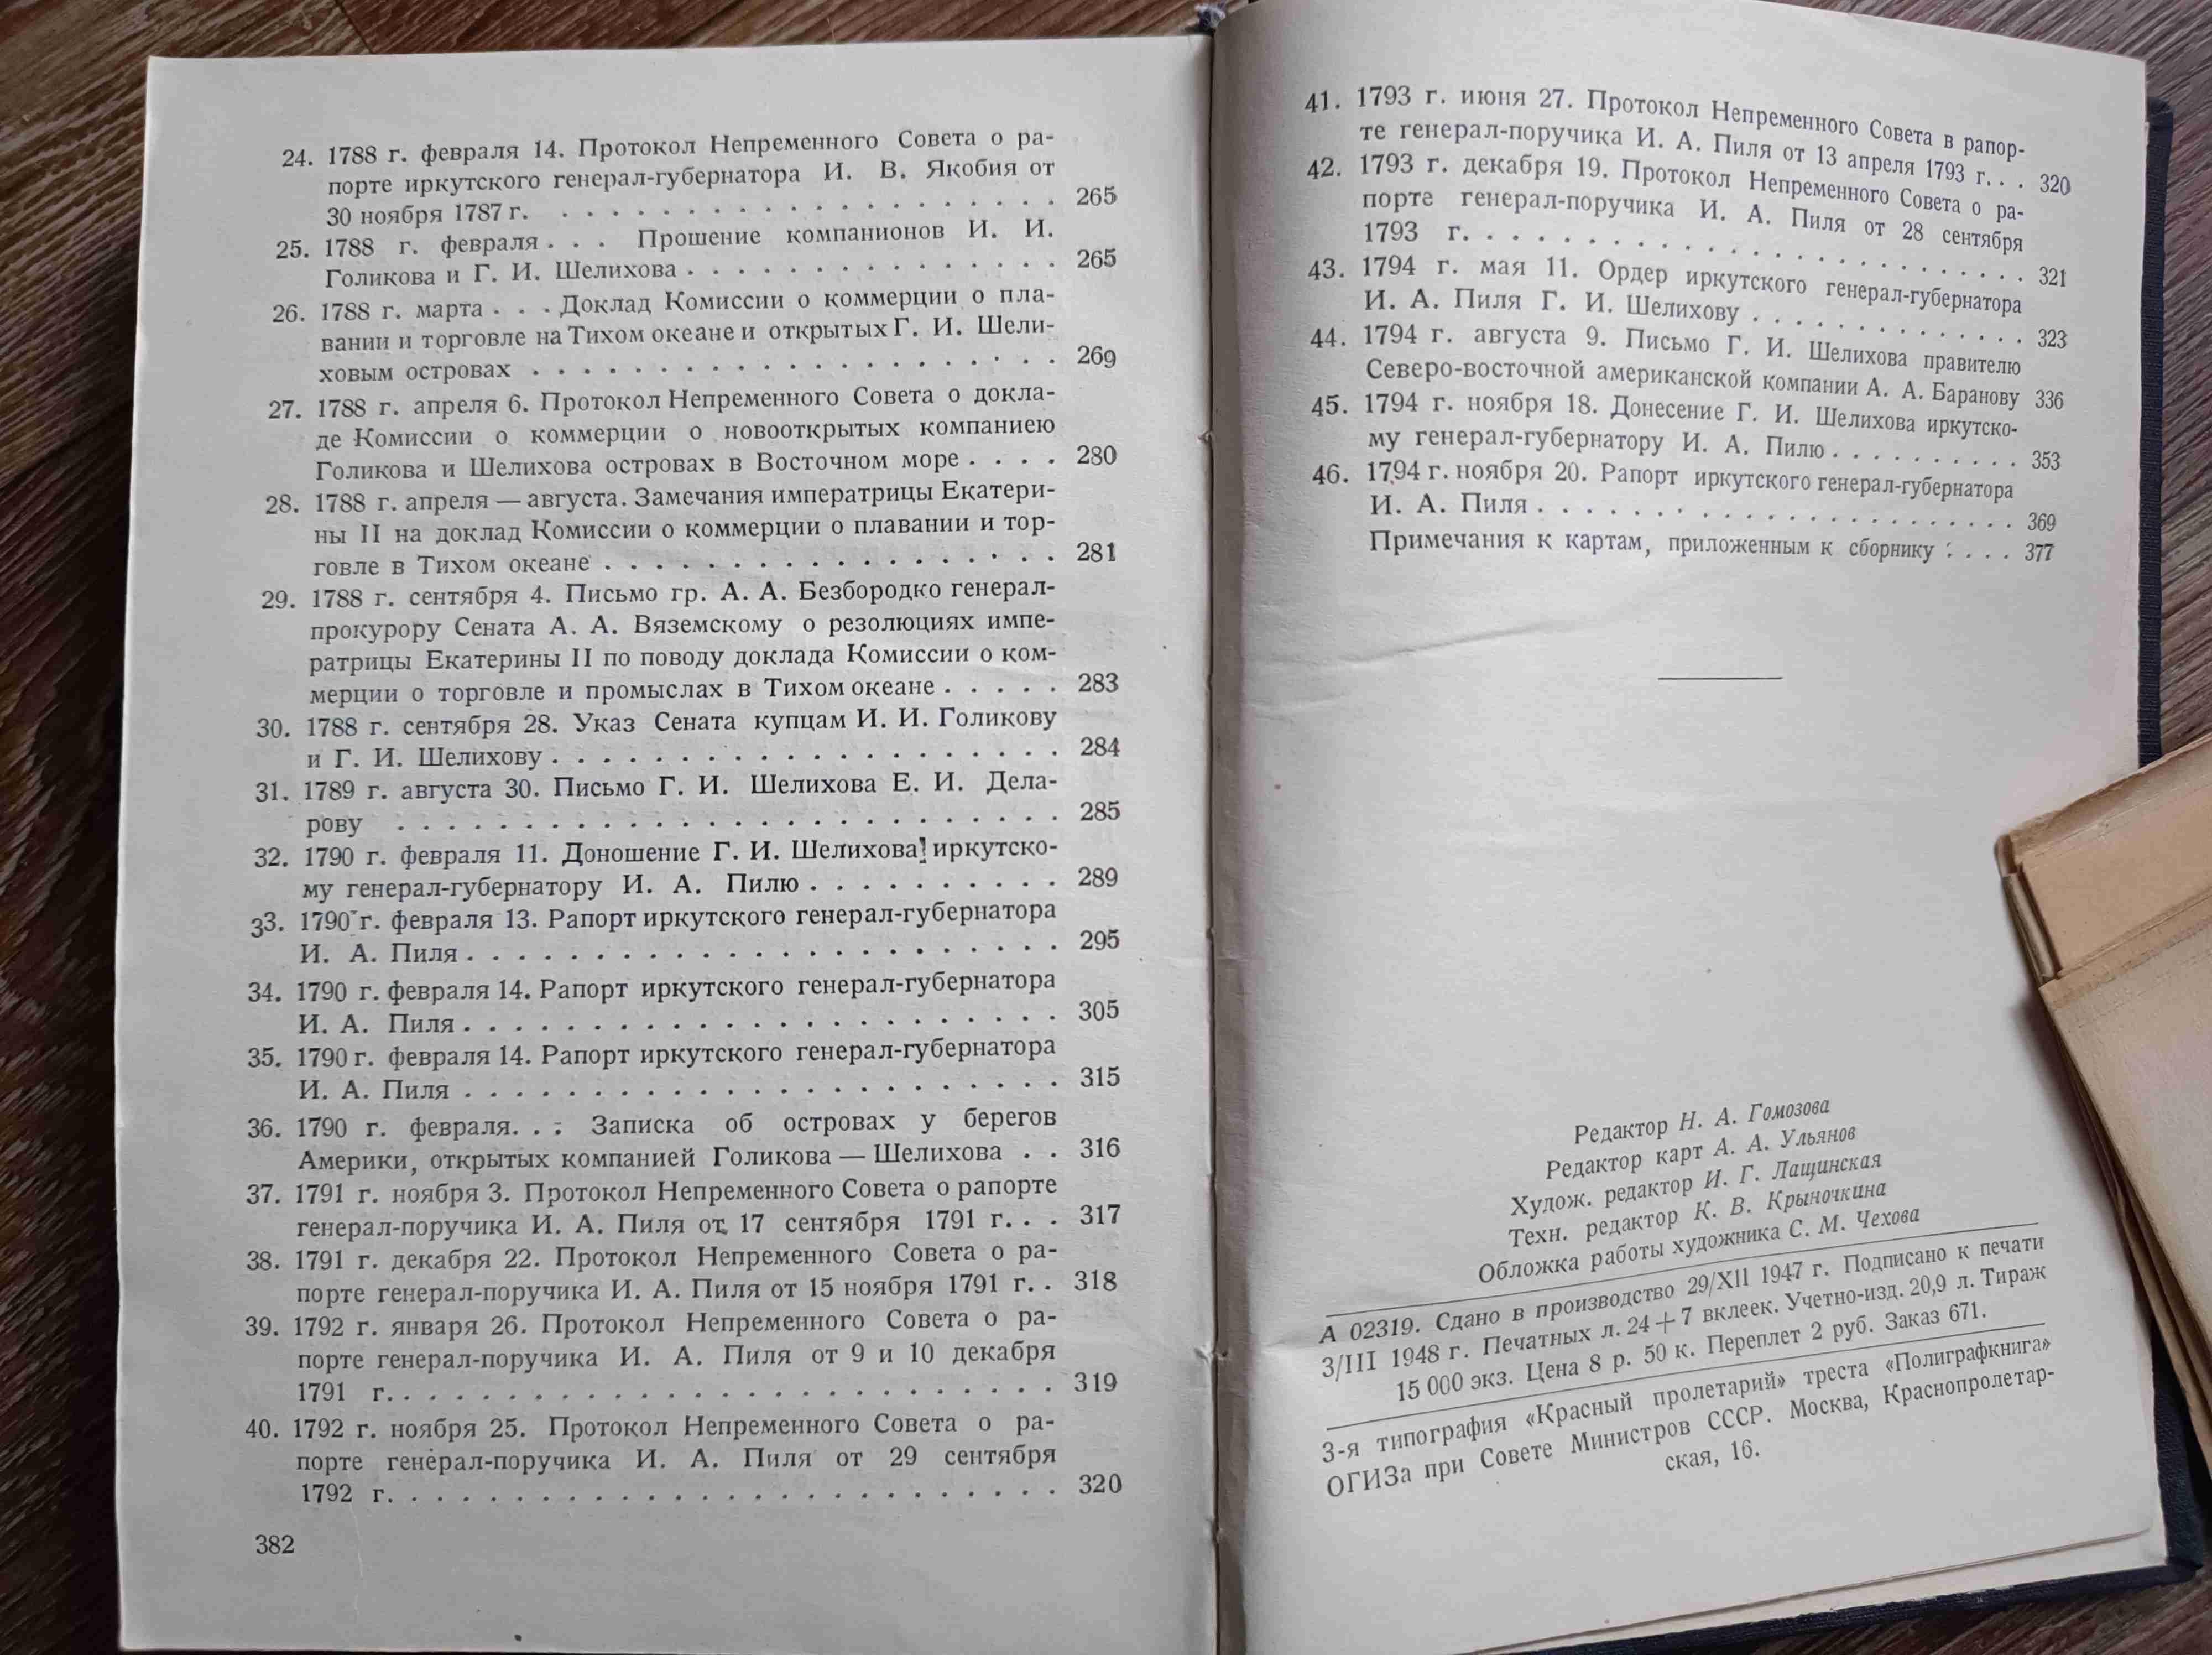 24. 1788 г. февраля 14. Протокол Непременного Совета о ра-
порте иркутского генерал-губернатора И. В. Якобия от
30 ноября 1787 г. . . . . . . . . . . . . . . . . . . . . 265
25. 1788 г. февраля . . . Прошение компанионов И. И.
Голикова и Г. И. Шелихова . . . . . . . . . . . . . . . 265
26. 1788 г. марта . . . Доклад Комиссии о коммерции о пла-
вании и торговле на Тихом океане и открытых Г. И. Шели-
ховым островах . . . . . . . . . . . . . . . . . . . . . 269
27. 1788 г. апреля 6. Протокол Непременного Совета о докла-
де Комиссии о коммерции о новооткрытых компаниею
Голикова и Шелихова островах в Восточном море . . . . 280
28. 1788 г. апреля — августа. Замечания императрицы Екатери-
ны II на доклад Комиссии о коммерции о плавании и тор-
говле в Тихом океане . . . . . . . . . . . . . . . . . . 281
29. 1788 г. сентября 4. Письмо гр. А. А. Безбородко генерал-
прокурору Сената А. А. Вяземскому о резолюциях импе-
ратрицы Екатерины II по поводу доклада Комиссии о ком-
мерции о торговле и промыслах в Тихом океане . . . . . 283
30. 1788 г. сентября 28. Указ Сената купцам И. И. Голикову
и Г. И. Шелихову . . . . . . . . . . . . . . . . . . . . 284
31. 1789 г. августа 30. Письмо Г. И. Шелихова Е. И. Дела-
рову . . . . . . . . . . . . . . . . . . . . . . . . . . 285
32. 1790 г. февраля 11. Доношение Г. И. Шелихова иркутско-
му генерал-губернатору И. А. Пилю . . . . . . . . . . 289
33. 1790 г. февраля 13. Рапорт иркутского генерал-губернатора
И. А. Пиля . . . . . . . . . . . . . . . . . . . . . . . 295
34. 1790 г. февраля 14. Рапорт иркутского генерал-губернатора
И. А. Пиля . . . . . . . . . . . . . . . . . . . . . . . 305
35. 1790 г. февраля 14. Рапорт иркутского генерал-губернатора
И. А. Пиля . . . . . . . . . . . . . . . . . . . . . . . 315
36. 1790 г. февраля. . . Записка об островах у берегов
Америки, открытых компанией Голикова — Шелихова . . 316
37. 1791 г. ноября 3. Протокол Непременного Совета о рапорте
генерал-поручика И. А. Пиля от 17 сентября 1791 г. . . 317
38. 1791 г. декабря 22. Протокол Непременного Совета о ра-
порте генерал-поручика И. А. Пиля от 15 ноября 1791 г. . 318
39. 1792 г. января 26. Протокол Непременного Совета о ра-
порте генерал-поручика И. А. Пиля от 9 и 10 декабря
1791 г. . . . . . . . . . . . . . . . . . . . . . . . . . 319
40. 1792 г. ноября 25. Протокол Непременного Совета о ра-
порте генерал-поручика И. А. Пиля от 29 сентября
1792 г. . . . . . . . . . . . . . . . . . . . . . . . . . 320
382
41. 1793 г. июня 27. Протокол Непременного Совета в рапор-
те генерал-поручика И. А. Пиля от 13 апреля 1793 г. . . 320
42. 1793 г. декабря 19. Протокол Непременного Совета о ра-
порте генерал-поручика И. А. Пиля от 28 сентября
1793 г. . . . . . . . . . . . . . . . . . . . . . . . 321
43. 1794 г. мая 11. Ордер иркутского генерал-губернатора
И. А. Пиля Г. И. Шелихову . . . . . . . . . . . . . . 323
44. 1794 г. августа 9. Письмо Г. И. Шелихова правителю
Северо-восточной американской компании А. А. Баранову 336
45. 1794 г. ноября 18. Донесение Г. И. Шелихова иркутско-
му генерал-губернатору И. А. Пилю . . . . . . . . . . 353
46. 1794 г. ноября 20. Рапорт иркутского генерал-губернатора
И. А. Пиля . . . . . . . . . . . . . . . . . . . . . . 369
Примечания к картам, приложенным к сборнику . . . . 377
Редактор Н. А. Гомозова
Редактор карт А. А. Ульянов
Худож. редактор И. Г. Лащинская
Техн. редактор К. В. Крыночкина
Обложка работы художника С. М. Чехова
А 02319. Сдано в производство 29/XII 1947 г. Подписано к печати
3/III 1948 г. Печатных л. 24+7 вклеек. Учетно-изд. 20,9 л. Тираж
15 000 экз. Цена 8 р. 50 к. Переплет 2 руб. Заказ 671.
3-я типография «Красный пролетарий» треста «Полиграфкнига»
ОГИЗа при Совете Министров СССР. Москва, Краснопролетар-
ская, 16.